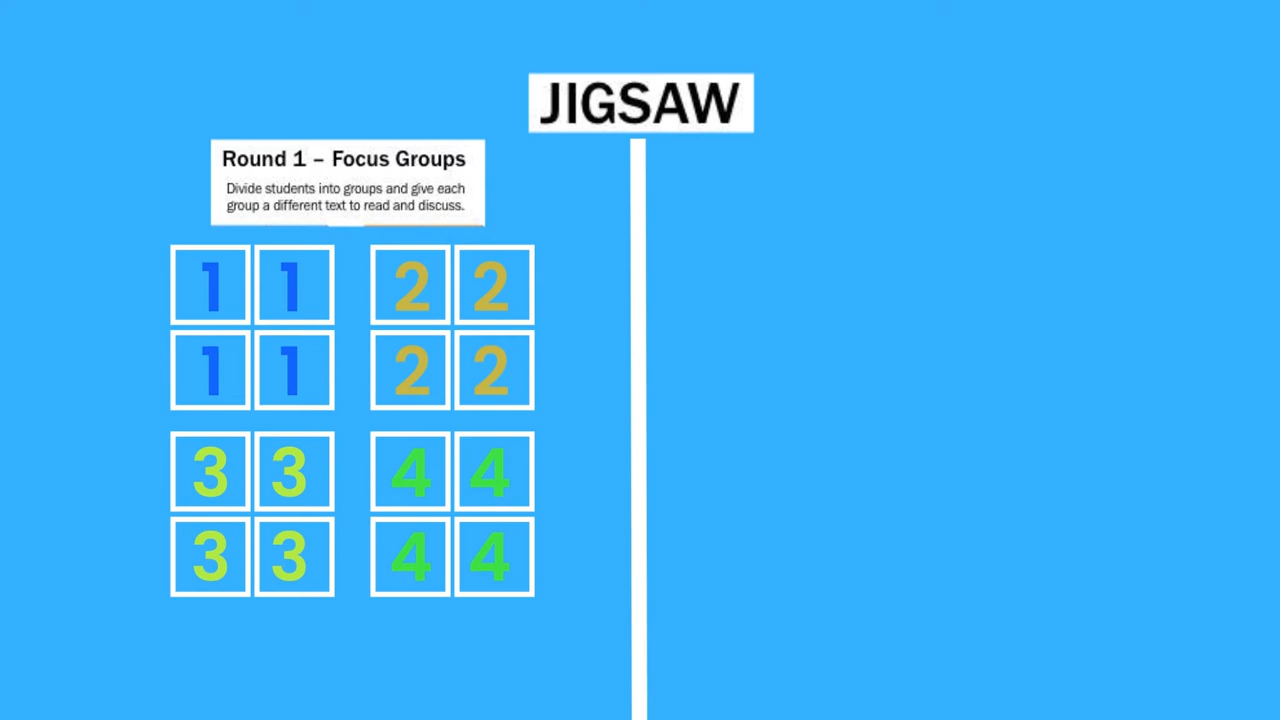 JIGSAW
Round 1 – Focus Groups
Divide students into groups and give each
group a different text to read and discuss.
1 1 2 2
1 1 2 2
3 3 4 4
3 3 4 4